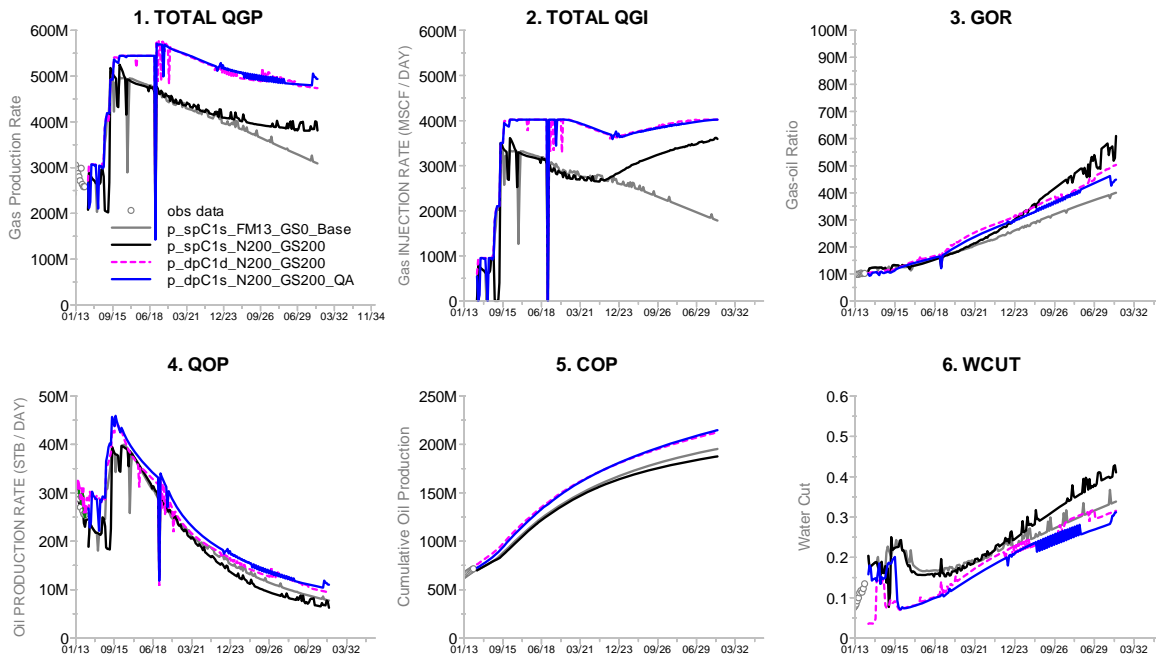 1. TOTAL QGP
600M
500M
400M
300M
200M
100M
0
Gas Production Rate
01/13 09/15 06/18 03/21 12/23 09/26 06/29 03/32 11/34
obs data
p_spC1s_FM13_GS0_Base
p_spC1s_N200_GS200
p_dpC1d_N200_GS200
p_dpC1s_N200_GS200_QA
2. TOTAL QGI
600M
500M
400M
300M
200M
100M
0
Gas INJECTION RATE (MSCF / DAY)
01/13 09/15 06/18 03/21 12/23 09/26 06/29 03/32
3. GOR
100M
90M
80M
70M
60M
50M
40M
30M
20M
10M
0
Gas-oil Ratio
01/13 09/15 06/18 03/21 12/23 09/26 06/29 03/32
4. QOP
50M
40M
30M
20M
10M
0
Oil PRODUCTION RATE (STB / DAY)
01/13 09/15 06/18 03/21 12/23 09/26 06/29 03/32
5. COP
250M
200M
150M
100M
50M
0
Cumulative Oil Production
01/13 09/15 06/18 03/21 12/23 09/26 06/29 03/32
6. WCUT
0.6
0.5
0.4
0.3
0.2
0.1
0
Water Cut
01/13 09/15 06/18 03/21 12/23 09/26 06/29 03/32